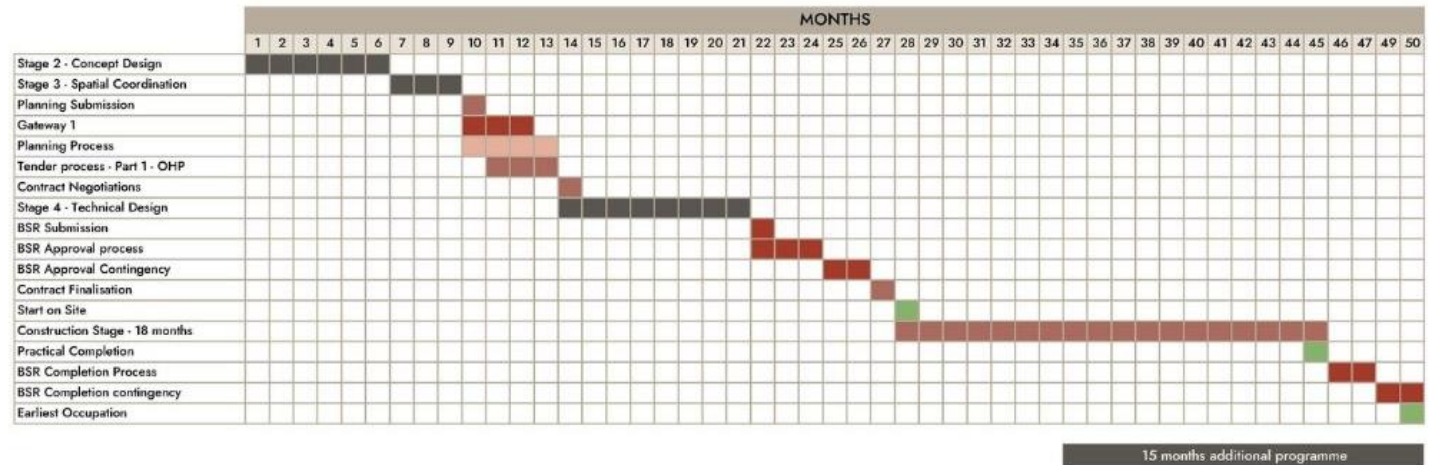 MONTHS
1 2 3 4 5 6 7 8 9 10 11 12 13 14 15 16 17 18 19 20 21 22 23 24 25 26 27 28 29 30 31 32 33 34 35 36 37 38 39 40 41 42 43 44 45 46 47 49 50
Stage 2 - Concept Design
Stage 3 - Spatial Coordination
Planning Submission
Gateway 1
Planning Process
Tender process - Part 1 - OHP
Contract Negotiations
Stage 4 - Technical Design
BSR Submission
BSR Approval process
BSR Approval Contingency
Contract Finalisation
Start on Site
Construction Stage - 18 months
Practical Completion
BSR Completion Process
BSR Completion contingency
Earliest Occupation
15 months additional programme